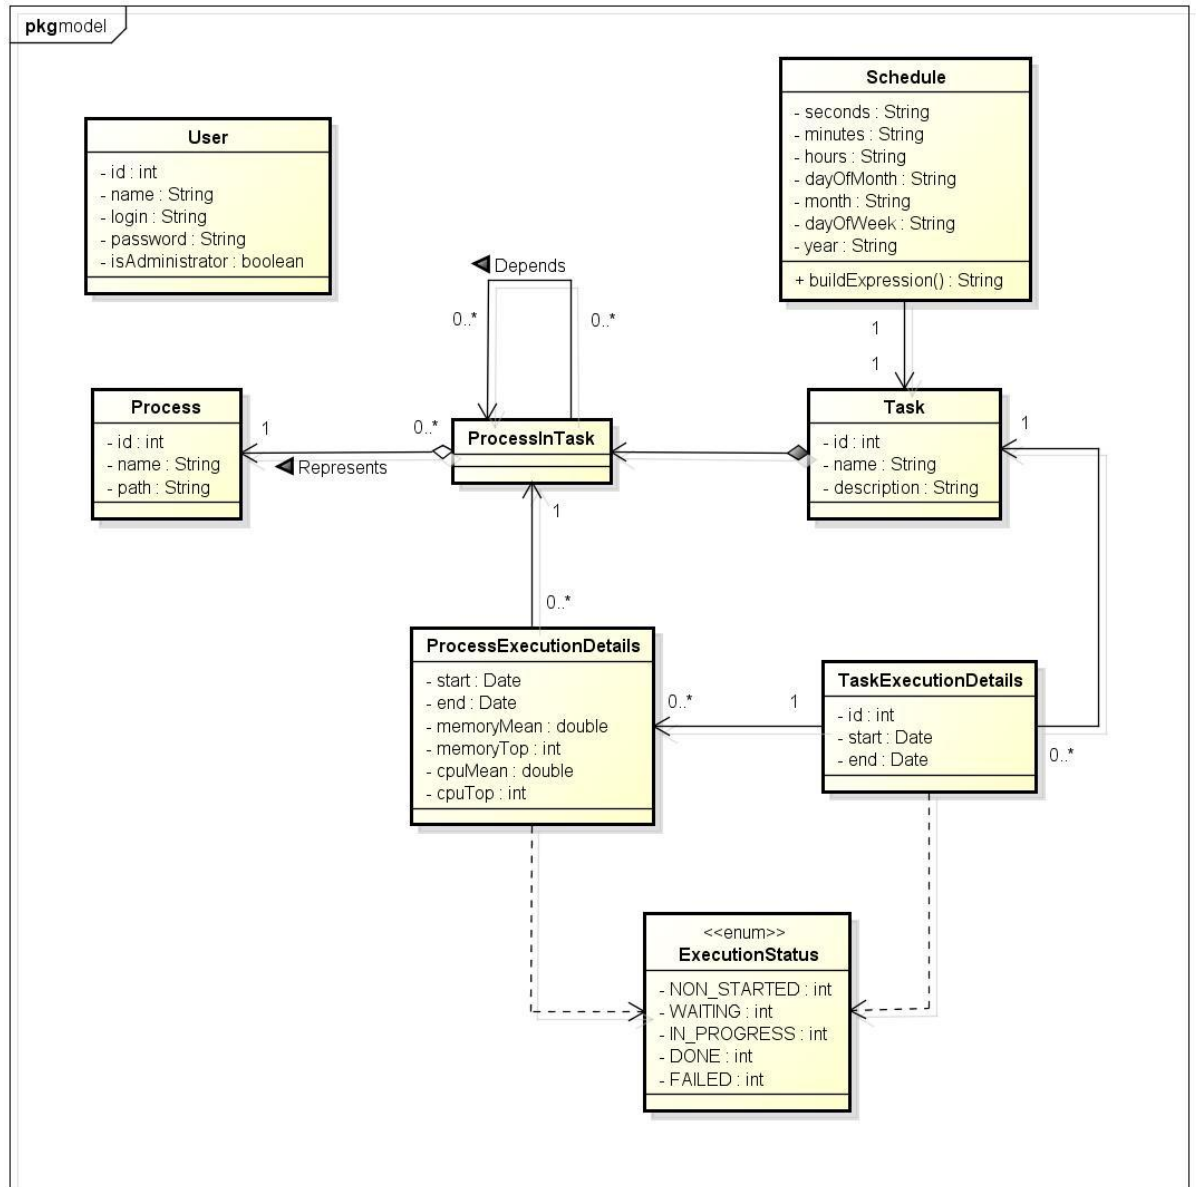 pkg model
Schedule
- seconds : String
- minutes : String
- hours : String
- dayOfMonth : String
- month : String
- dayOfWeek : String
- year : String
+ buildExpression() : String
User
- id : int
- name : String
- login : String
- password : String
- isAdministrator : boolean
Depends
0..*
0..*
1
1
Process
- id : int
- name : String
- path : String
1
0..*
Represents
ProcessInTask
Task
- id : int
- name : String
- description : String
1
1
0..*
ProcessExecutionDetails
- start : Date
- end : Date
- memoryMean : double
- memoryTop : int
- cpuMean : double
- cpuTop : int
0..*
1
TaskExecutionDetails
- id : int
- start : Date
- end : Date
0..*
<<enum>>
ExecutionStatus
- NON_STARTED : int
- WAITING : int
- IN_PROGRESS : int
- DONE : int
- FAILED : int